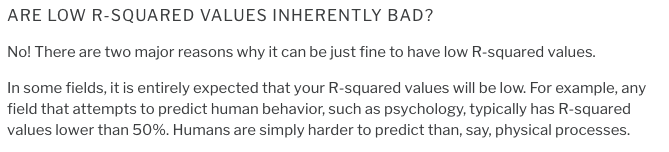 ARE LOW R-SQUARED VALUES INHERENTLY BAD?
No! There are two major reasons why it can be just fine to have low R-squared values.
In some fields, it is entirely expected that your R-squared values will be low. For example, any
field that attempts to predict human behavior, such as psychology, typically has R-squared
values lower than 50%. Humans are simply harder to predict than, say, physical processes.